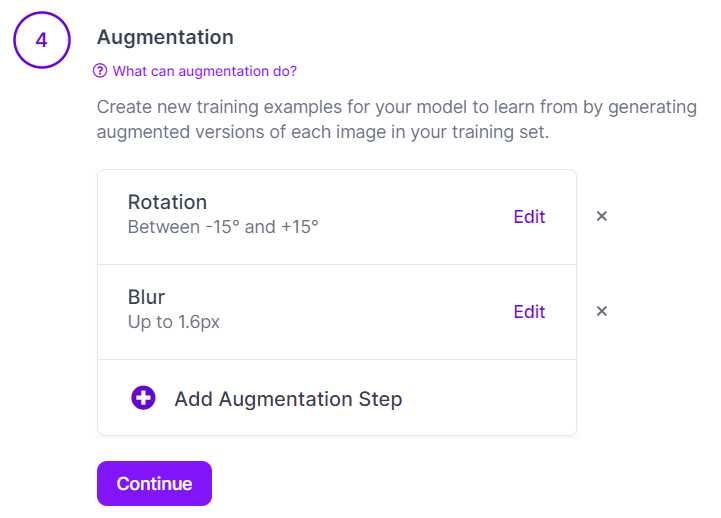 4
Augmentation
What can augmentation do?
Create new training examples for your model to learn from by generating
augmented versions of each image in your training set.
Rotation
Between -15° and +15°
Edit
×
Blur
Up to 1.6px
Edit
×
Add Augmentation Step
Continue